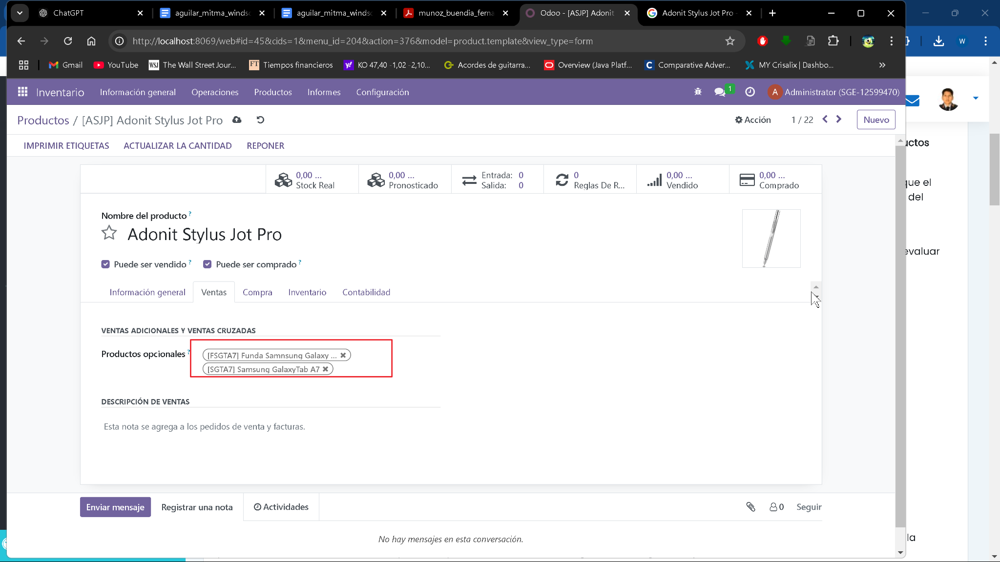 ChatGPT
aguilar_mitma_windsc
aguilar_mitma_windsc
munoz_buendia_ferna
Odoo - [ASJP] Adonit
Adonit Stylus Jot Pro -
http://localhost:8069/web#id=45&cids=1&menu_id=204&action=376&model=product.template&view_type=form
W
Gmail
YouTube
WSJ The Wall Street Jour...
FT Tiempos financieros
KO 47,40 -1,02 -2,10...
Acordes de guitarra...
Overview (Java Platf...
C Comparative Adver...
MY Crisalix | Dashbo...
Inventario
Información general
Operaciones
Productos
Informes
Configuración
1
A Administrator (SGE-12599470)
Productos / [ASJP] Adonit Stylus Jot Pro
Acción
1 / 22
Nuevo
IMPRIMIR ETIQUETAS
ACTUALIZAR LA CANTIDAD
REPONER
0,00 ...
Stock Real
0,00 ...
Pronosticado
Entrada: 0
Salida: 0
0
Reglas De R...
0,00 ...
Vendido
0,00 ...
Comprado
Nombre del producto ?
Adonit Stylus Jot Pro
Puede ser vendido ?
Puede ser comprado ?
Información general
Ventas
Compra
Inventario
Contabilidad
VENTAS ADICIONALES Y VENTAS CRUZADAS
Productos opcionales ?
[FSGTA7] Funda Samnsung Galaxy ...
[SGTA7] Samsung GalaxyTab A7
DESCRIPCIÓN DE VENTAS
Esta nota se agrega a los pedidos de venta y facturas.
Enviar mensaje
Registrar una nota
Actividades
0
Seguir
No hay mensajes en esta conversación.
uctos
que el
del
evaluar
la